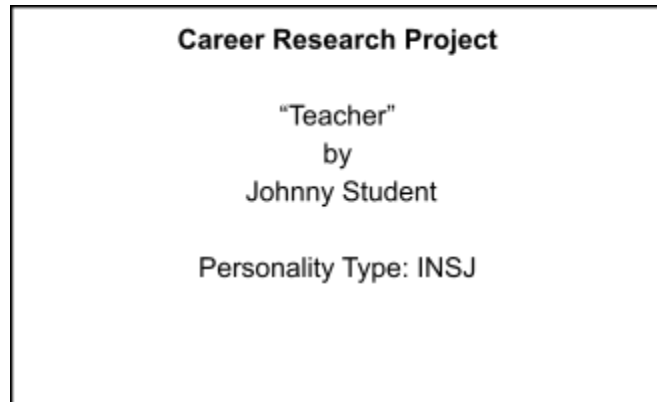 Career Research Project
“Teacher”
by
Johnny Student
Personality Type: INSJ